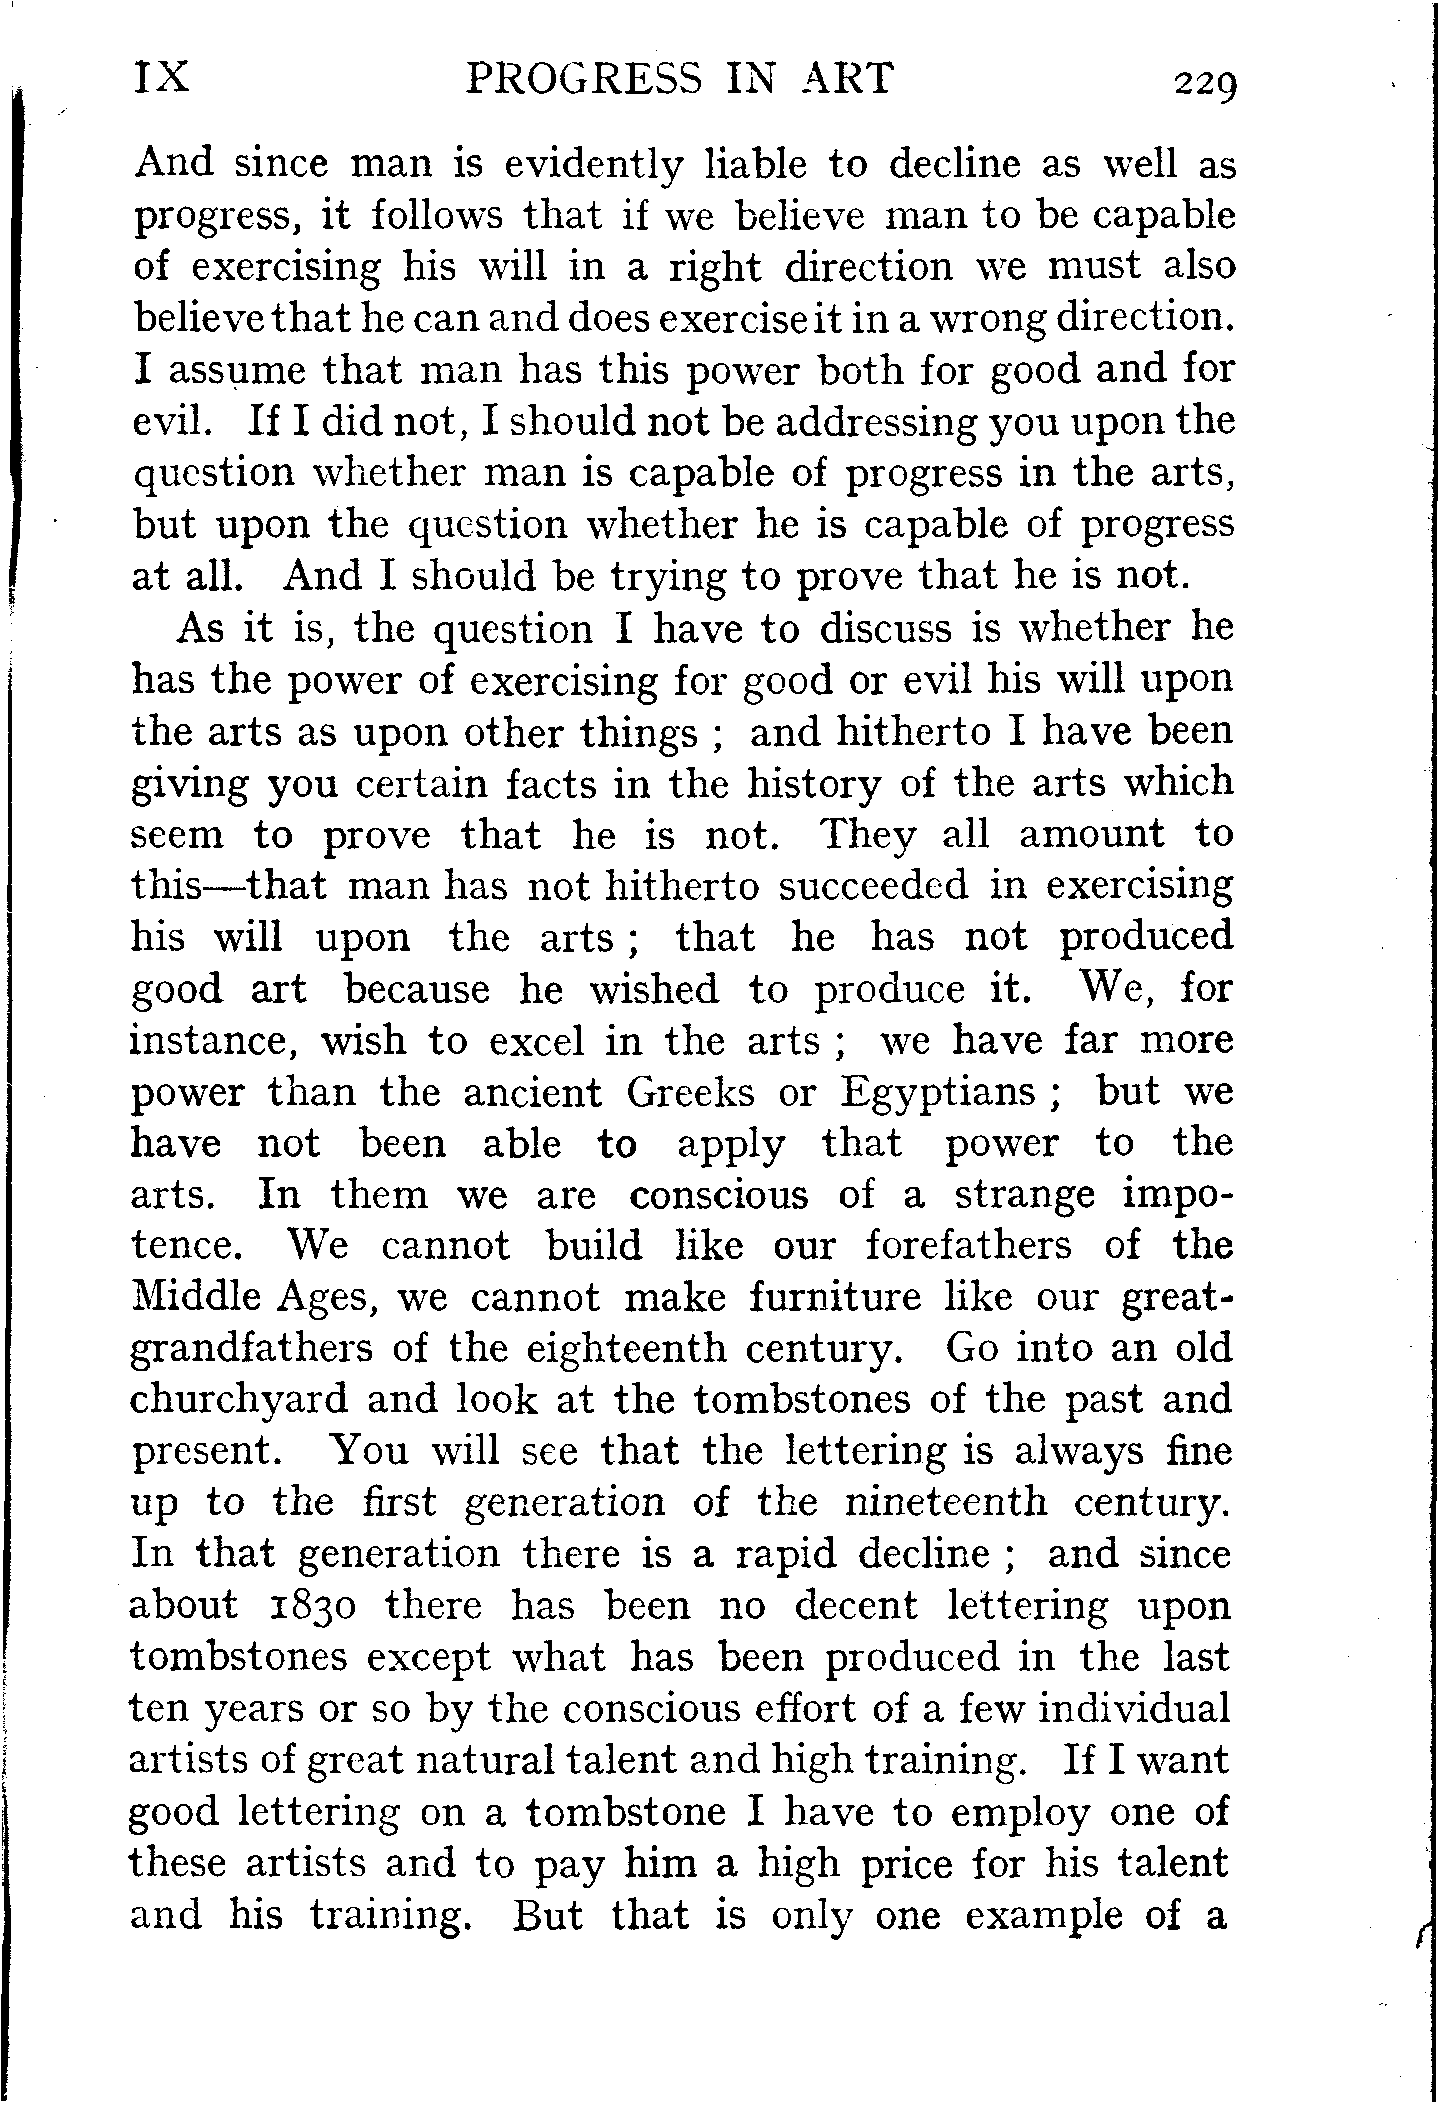 IX PROGRESS IN ART 229
And since man is evidently liable to decline as well as
progress, it follows that if we believe man to be capable
of exercising his will in a right direction we must also
believe that he can and does exercise it in a wrong direction.
I assume that man has this power both for good and for
evil. If I did not, I should not be addressing you upon the
question whether man is capable of progress in the arts,
but upon the question whether he is capable of progress
at all. And I should be trying to prove that he is not.
As it is, the question I have to discuss is whether he
has the power of exercising for good or evil his will upon
the arts as upon other things ; and hitherto I have been
giving you certain facts in the history of the arts which
seem to prove that he is not. They all amount to
this—that man has not hitherto succeeded in exercising
his will upon the arts ; that he has not produced
good art because he wished to produce it. We, for
instance, wish to excel in the arts ; we have far more
power than the ancient Greeks or Egyptians ; but we
have not been able to apply that power to the
arts. In them we are conscious of a strange impo-
tence. We cannot build like our forefathers of the
Middle Ages, we cannot make furniture like our great-
grandfathers of the eighteenth century. Go into an old
churchyard and look at the tombstones of the past and
present. You will see that the lettering is always fine
up to the first generation of the nineteenth century.
In that generation there is a rapid decline ; and since
about 1830 there has been no decent lettering upon
tombstones except what has been produced in the last
ten years or so by the conscious effort of a few individual
artists of great natural talent and high training. If I want
good lettering on a tombstone I have to employ one of
these artists and to pay him a high price for his talent
and his training. But that is only one example of a